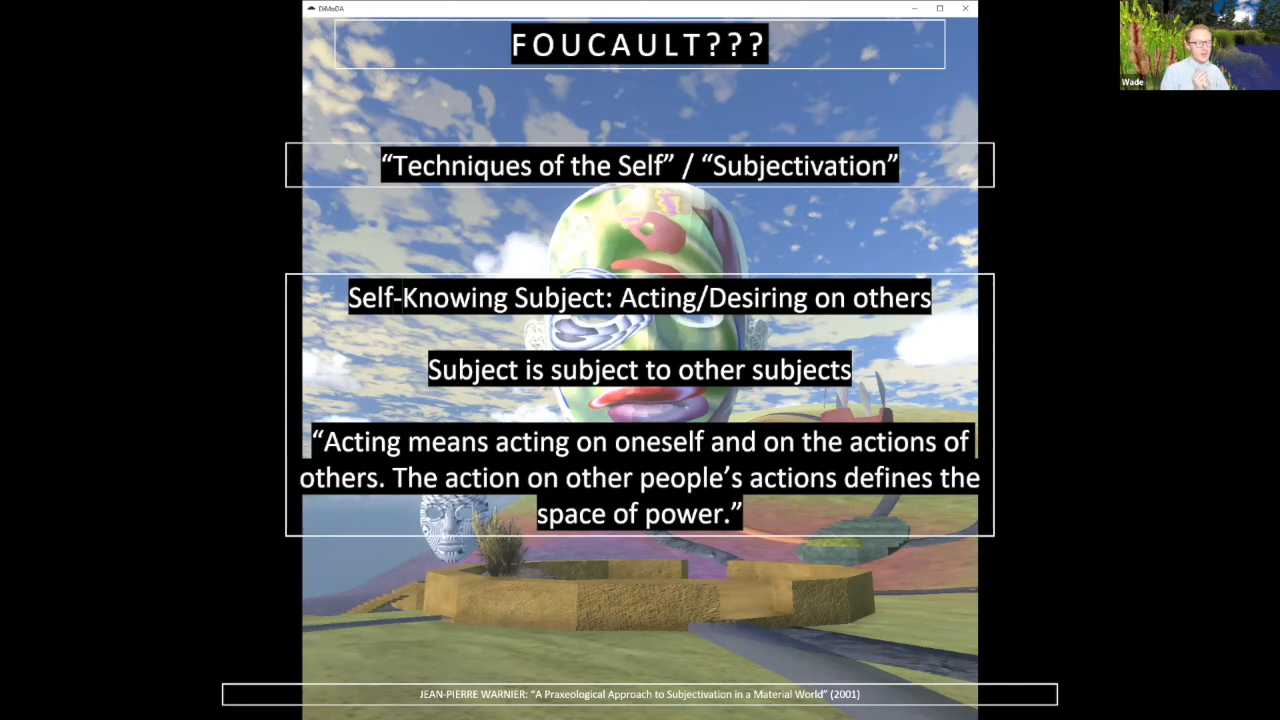 DiMoDA
FOUCAULT???
Wade
“Techniques of the Self” / “Subjectivation”
Self-Knowing Subject: Acting/Desiring on others
Subject is subject to other subjects
“Acting means acting on oneself and on the actions of
others. The action on other people’s actions defines the
space of power.”
JEAN-PIERRE WARNIER: “A Praxeological Approach to Subjectivation in a Material World” (2001)